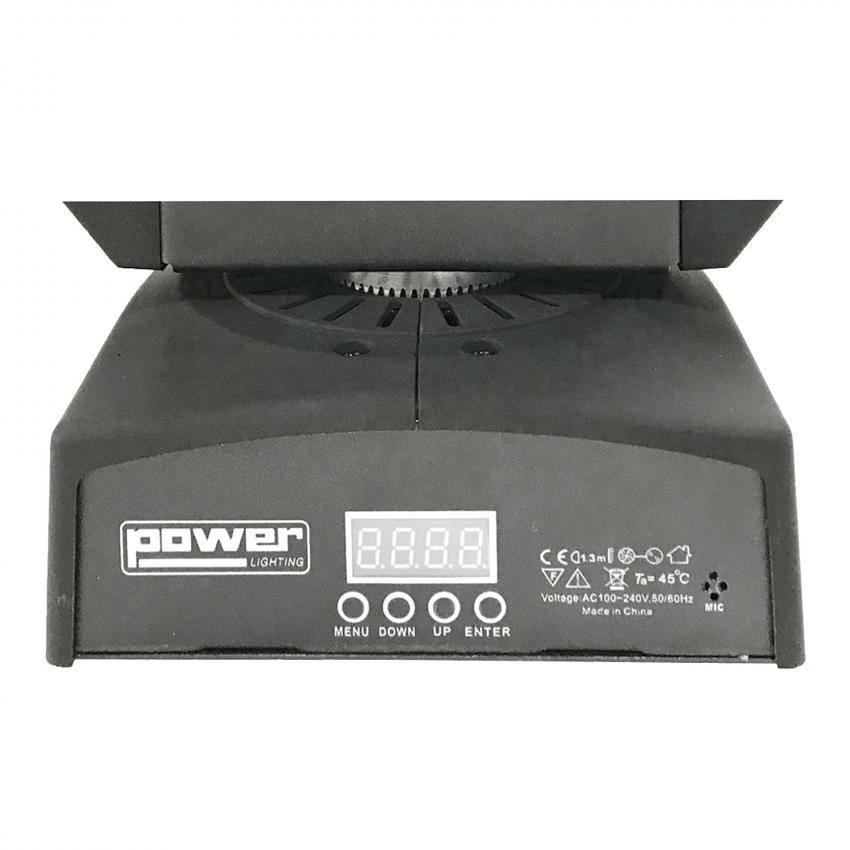 power
LIGHTING
8.8.8.8.
MENU DOWN UP ENTER
CE 1.3m
F Ta= 45°C
Voltage:AC100~240V,50/60Hz
Made in China
MIC